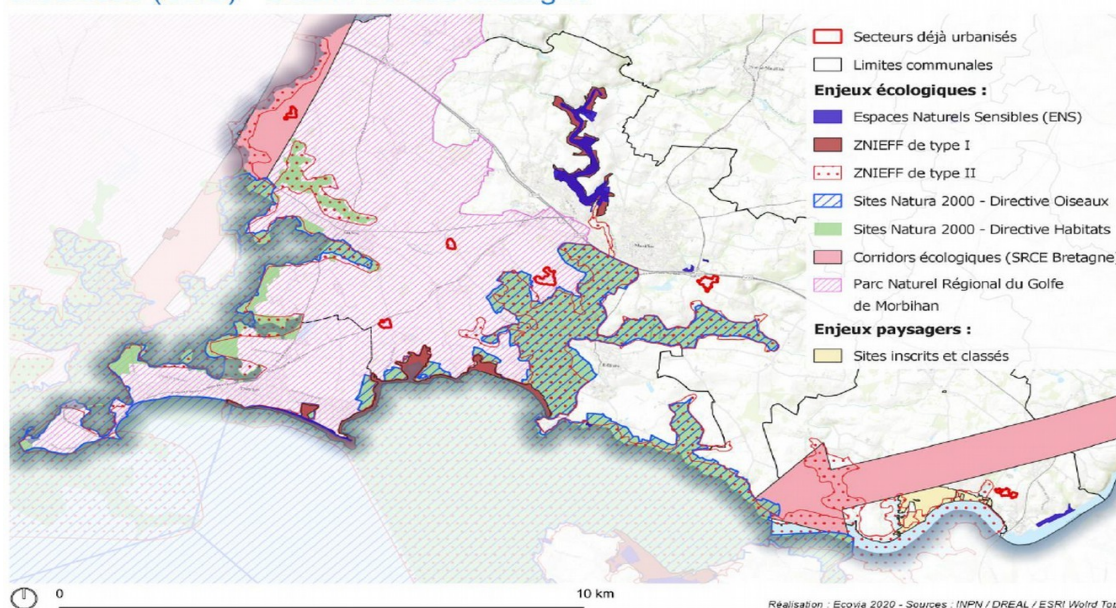 Secteurs déjà urbanisés
Limites communales
Enjeux écologiques :
Espaces Naturels Sensibles (ENS)
ZNIEFF de type I
ZNIEFF de type II
Sites Natura 2000 - Directive Oiseaux
Sites Natura 2000 - Directive Habitats
Corridors écologiques (SRCE Bretagne)
Parc Naturel Régional du Golfe
de Morbihan
Enjeux paysagers :
Sites inscrits et classés
0
10 km
Réalisation : Ecovia 2020 - Sources : INPN / DREAL / ESRI Wolrd Top